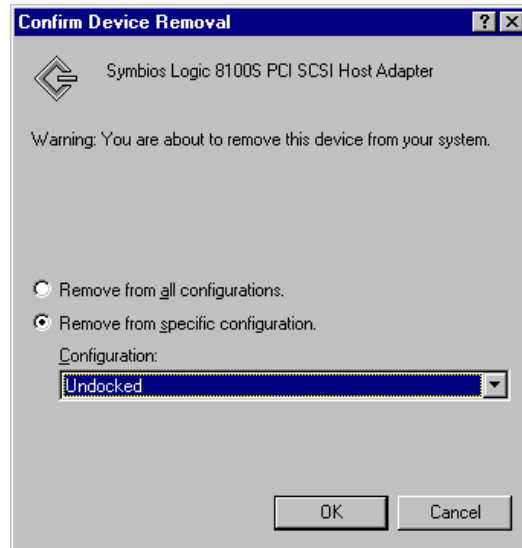 Confirm Device Removal
Symbios Logic 8100S PCI SCSI Host Adapter
Warning: You are about to remove this device from your system.
Remove from all configurations.
Remove from specific configuration.
Configuration:
Undocked
OK Cancel